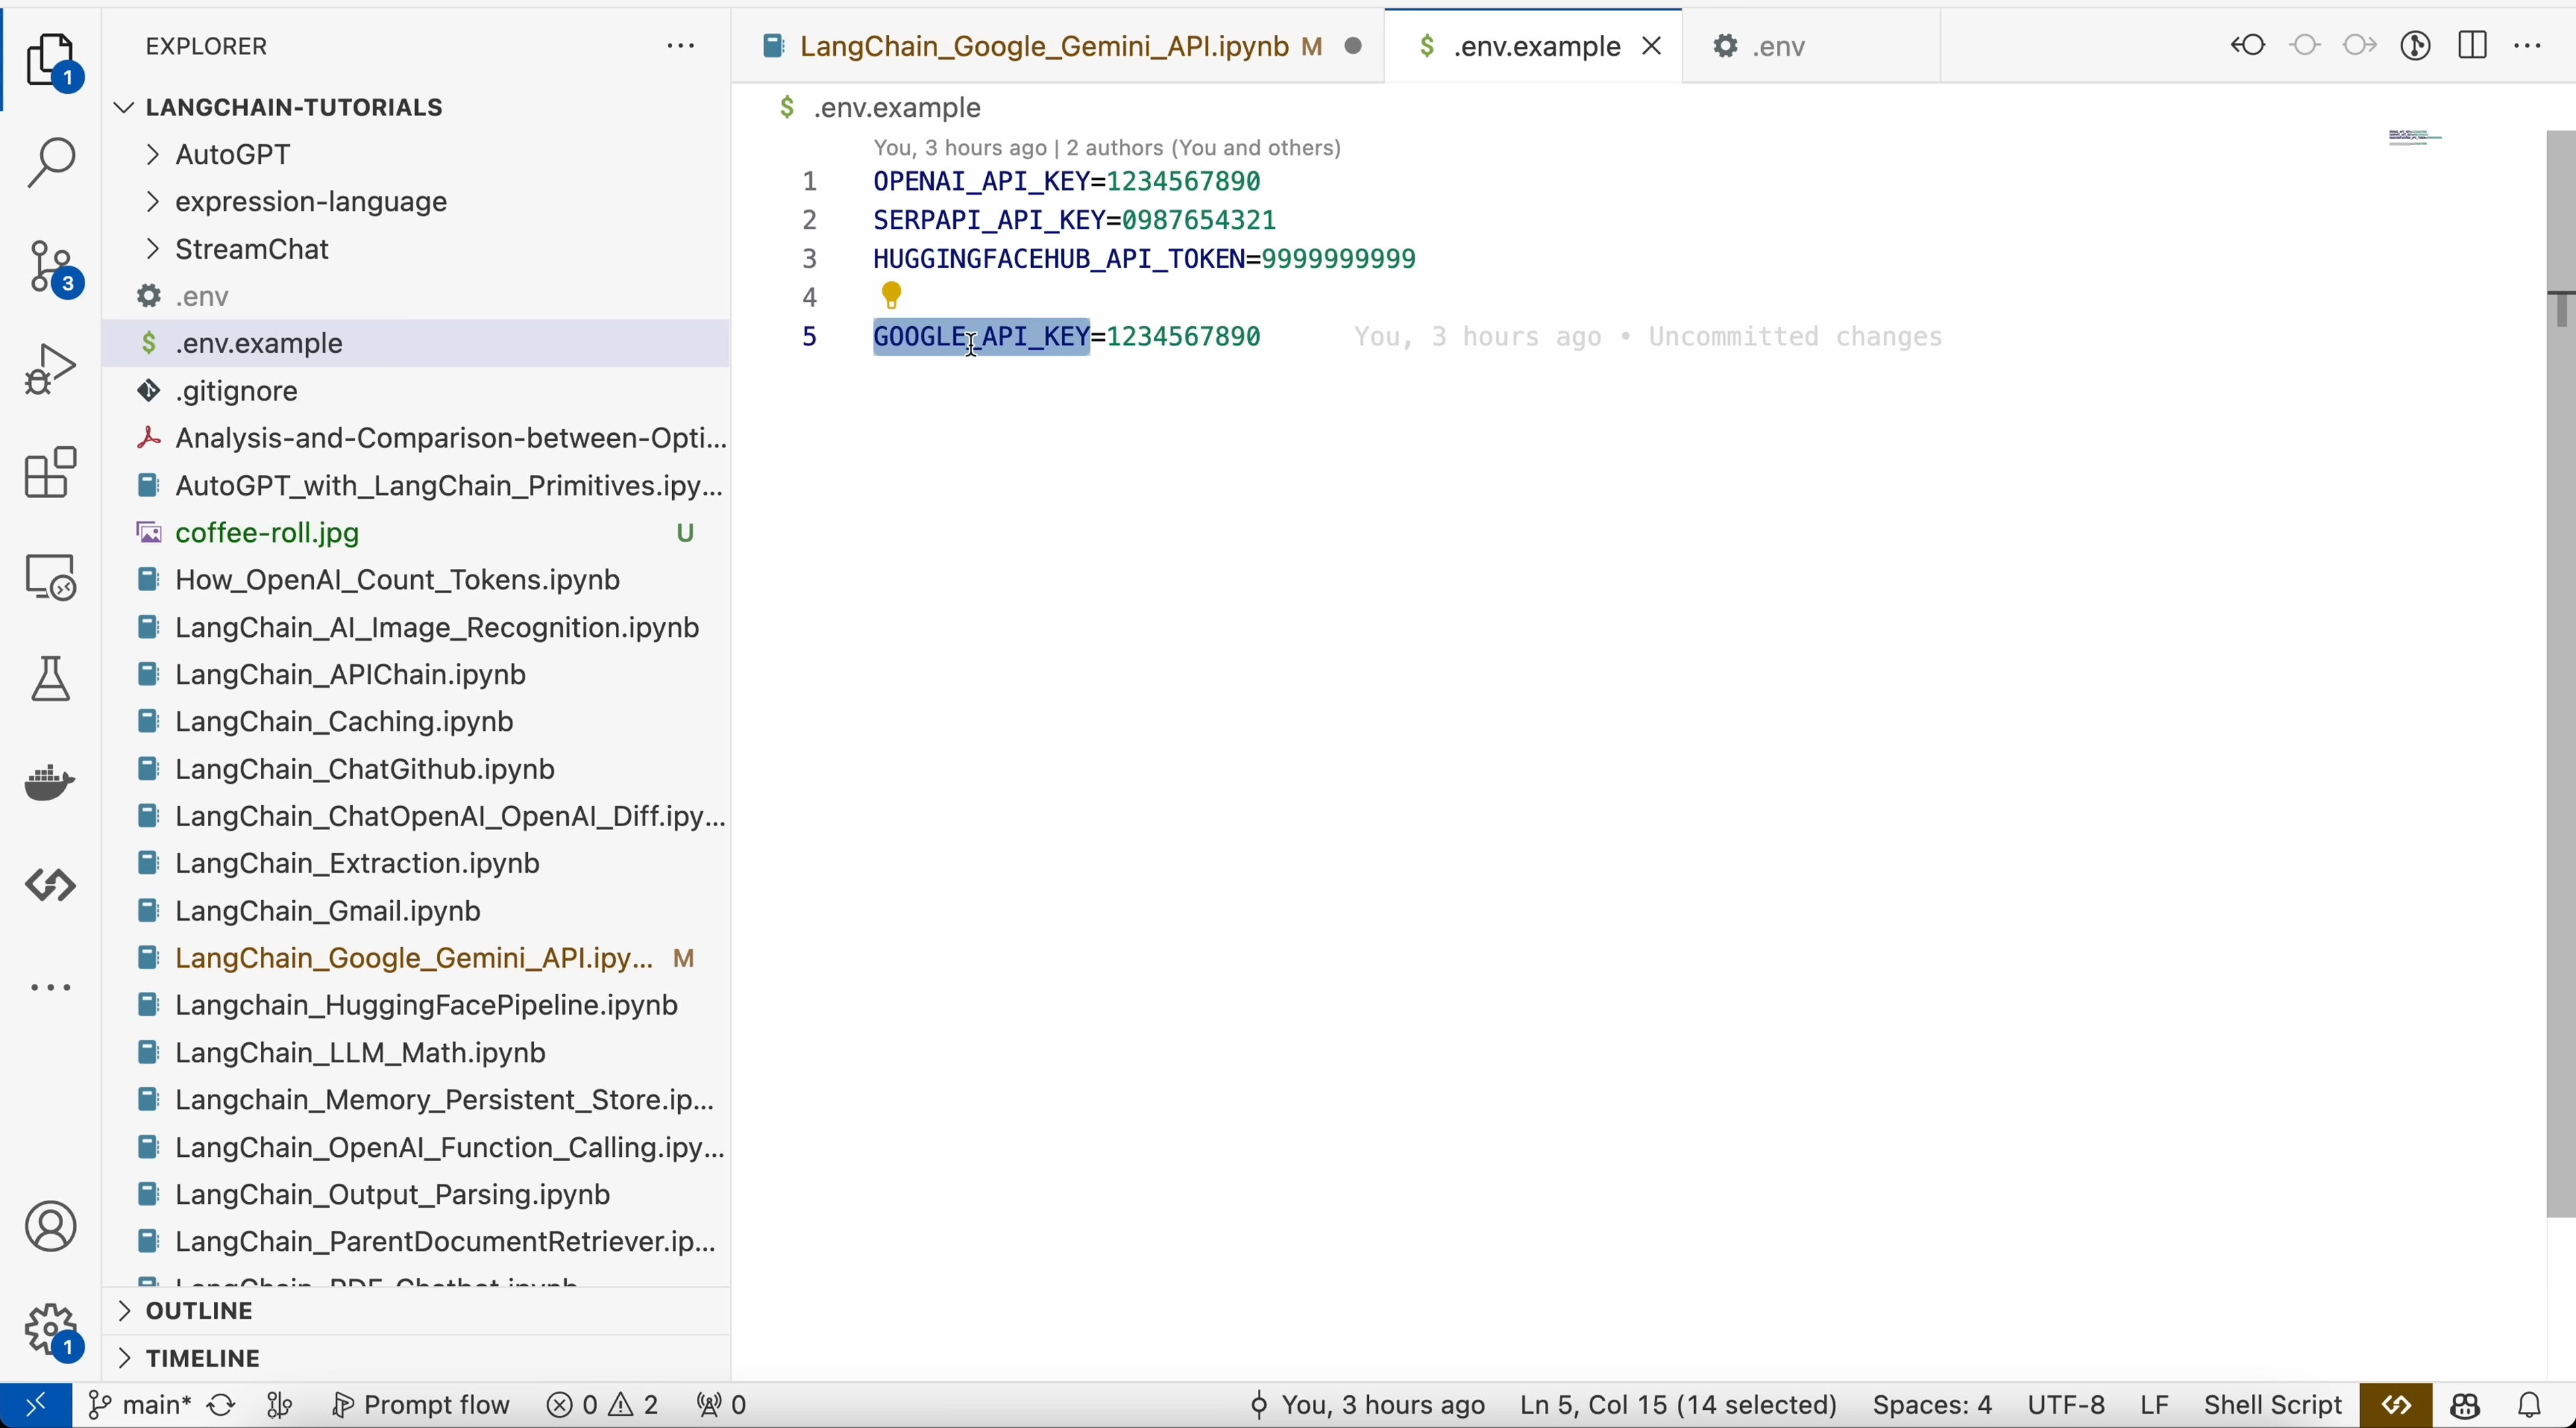 EXPLORER
LangChain_Google_Gemini_API.ipynb M
.env.example
.env
LANGCHAIN-TUTORIALS
.env.example
AutoGPT
You, 3 hours ago | 2 authors (You and others)
expression-language
1 OPENAI_API_KEY=1234567890
2 SERPAPI_API_KEY=0987654321
3 HUGGINGFACEHUB_API_TOKEN=9999999999
4
5 GOOGLE_API_KEY=1234567890 You, 3 hours ago • Uncommitted changes
StreamChat
.env
.env.example
.gitignore
Analysis-and-Comparison-between-Opti...
AutoGPT_with_LangChain_Primitives.ipy...
coffee-roll.jpg U
How_OpenAI_Count_Tokens.ipynb
LangChain_AI_Image_Recognition.ipynb
LangChain_APIChain.ipynb
LangChain_Caching.ipynb
LangChain_ChatGithub.ipynb
LangChain_ChatOpenAI_OpenAI_Diff.ipy...
LangChain_Extraction.ipynb
LangChain_Gmail.ipynb
LangChain_Google_Gemini_API.ipy... M
Langchain_HuggingFacePipeline.ipynb
LangChain_LLM_Math.ipynb
Langchain_Memory_Persistent_Store.ip...
LangChain_OpenAI_Function_Calling.ipy...
LangChain_Output_Parsing.ipynb
LangChain_ParentDocumentRetriever.ip...
LangChain_PDF_Chatbot.ipynb
OUTLINE
TIMELINE
1
3
1
main* Prompt flow 0 2 0 You, 3 hours ago Ln 5, Col 15 (14 selected) Spaces: 4 UTF-8 LF Shell Script